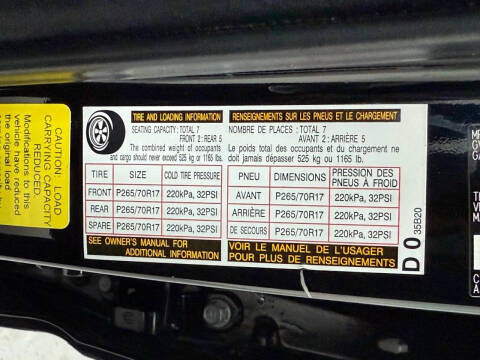 CAUTION: LOAD
CARRYING CAPACITY
REDUCED
Modifications to this
vehicle have reduced
the original load
TIRE AND LOADING INFORMATION
SEATING CAPACITY:TOTAL 7
FRONT 2:REAR 5
The combined weight of occupants
and cargo should never exceed 525 kg or 1165 lbs.
TIRE SIZE COLD TIRE PRESSURE
FRONT P265/70R17 220kPa, 32PSI
REAR P265/70R17 220kPa, 32PSI
SPARE P265/70R17 220kPa, 32PSI
SEE OWNER'S MANUAL FOR
ADDITIONAL INFORMATION
RENSEIGNEMENTS SUR LES PNEUS ET LE CHARGEMENT
NOMBRE DE PLACES :TOTAL 7
AVANT 2 :ARRIÈRE 5
Le poids total des occupants et du chargement ne
doit jamais dépasser 525 kg ou 1165 lb.
PNEU DIMENSIONS PRESSION DES PNEUS À FROID
AVANT P265/70R17 220kPa, 32PSI
ARRIÈRE P265/70R17 220kPa, 32PSI
DE SECOURS P265/70R17 220kPa, 32PSI
VOIR LE MANUEL DE L'USAGER
POUR PLUS DE RENSEIGNEMENTS
D 0 35B20